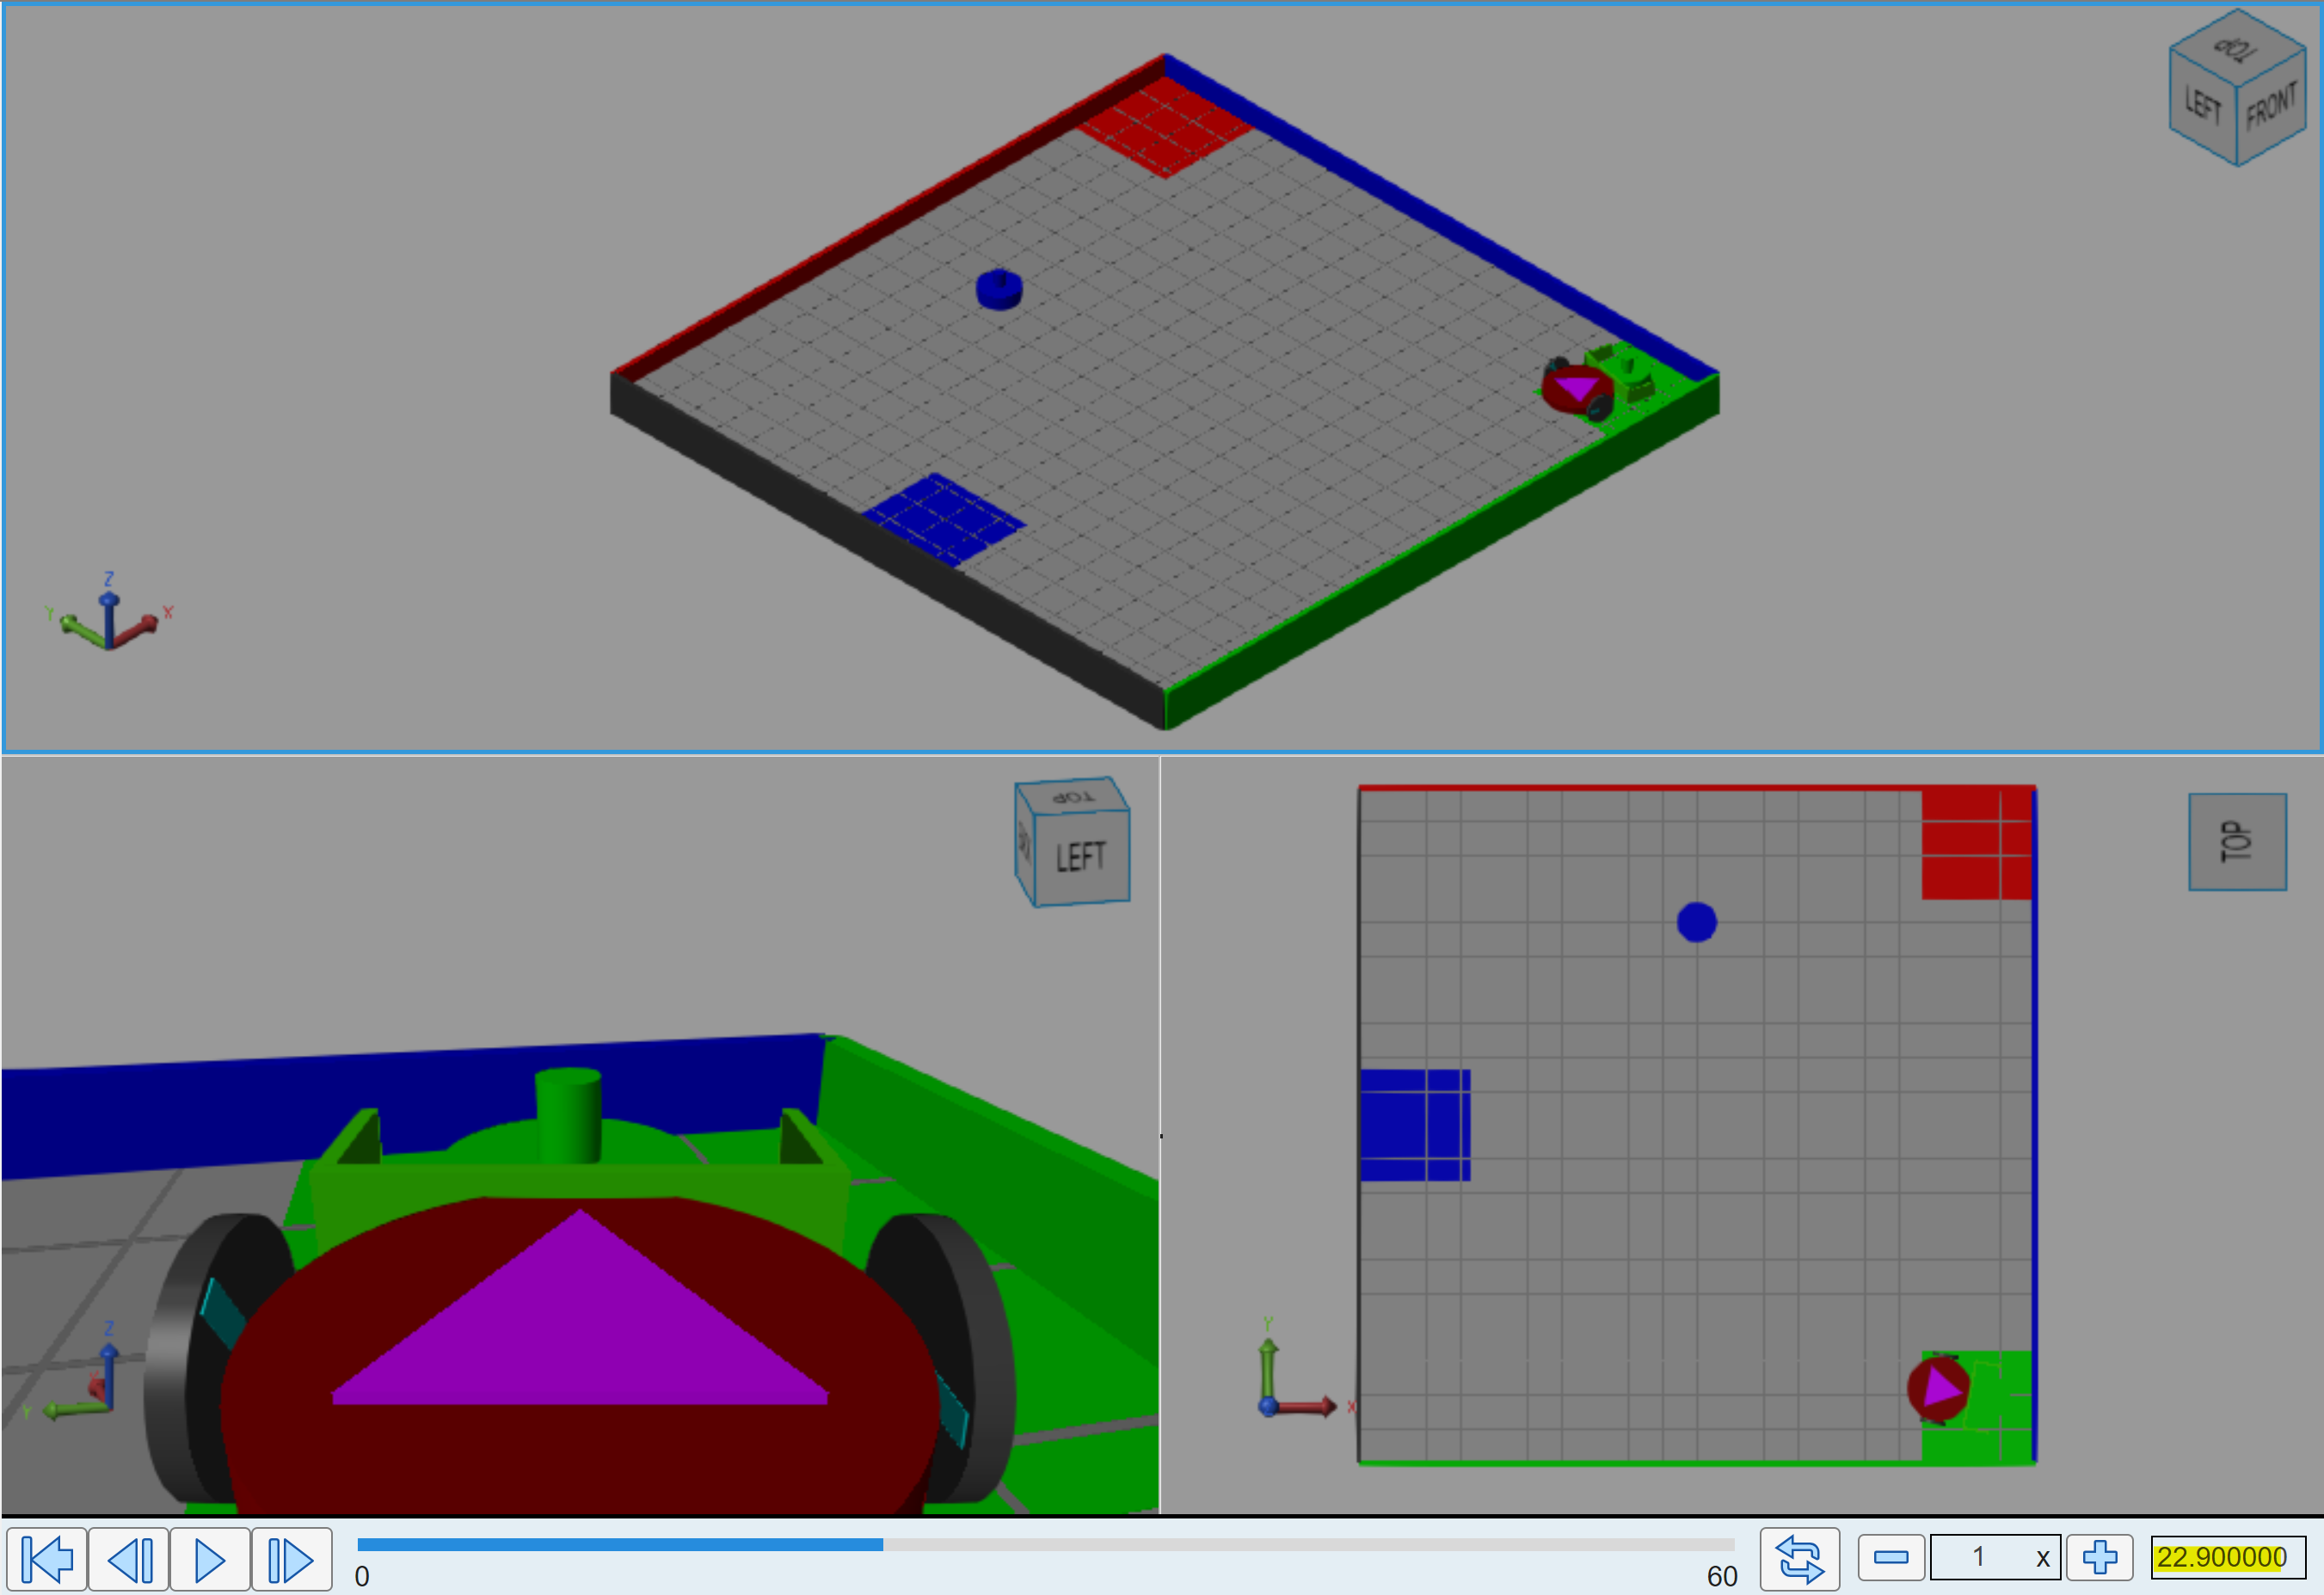 TOP
LEFT FRONT
Z
Y X
TOP
LEFT
TOP
Z
Y
Y
X
0
60
1 x
22.900000